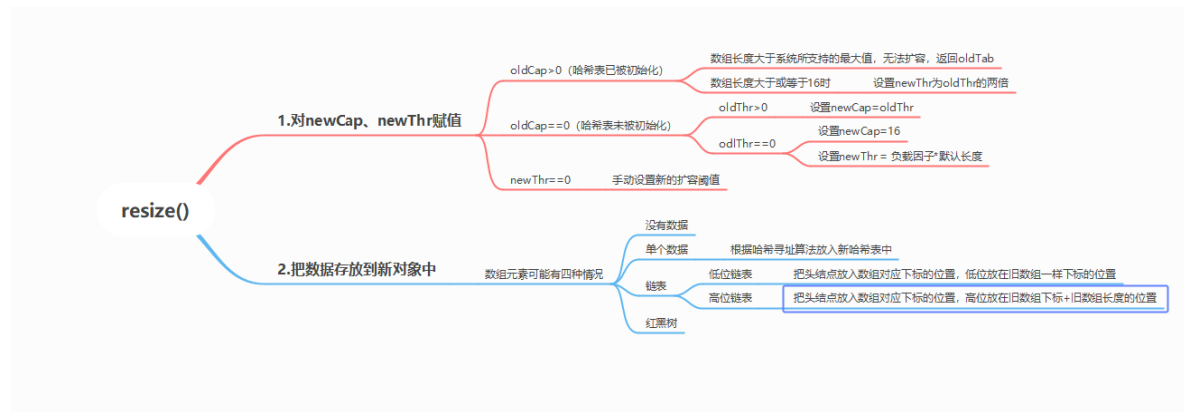 resize()
1.对newCap、newThr赋值
oldCap>0（哈希表已被初始化）
数组长度大于系统所支持的最大值，无法扩容，返回oldTab
数组长度大于或等于16时
设置newThr为oldThr的两倍
oldCap==0（哈希表未被初始化）
oldThr>0
设置newCap=oldThr
odlThr==0
设置newCap=16
设置newThr = 负载因子*默认长度
newThr==0
手动设置新的扩容阈值
2.把数据存放到新对象中
数组元素可能有四种情况
没有数据
单个数据
根据哈希寻址算法放入新哈希表中
链表
低位链表
把头结点放入数组对应下标的位置，低位放在旧数组一样下标的位置
高位链表
把头结点放入数组对应下标的位置，高位放在旧数组下标+旧数组长度的位置
红黑树